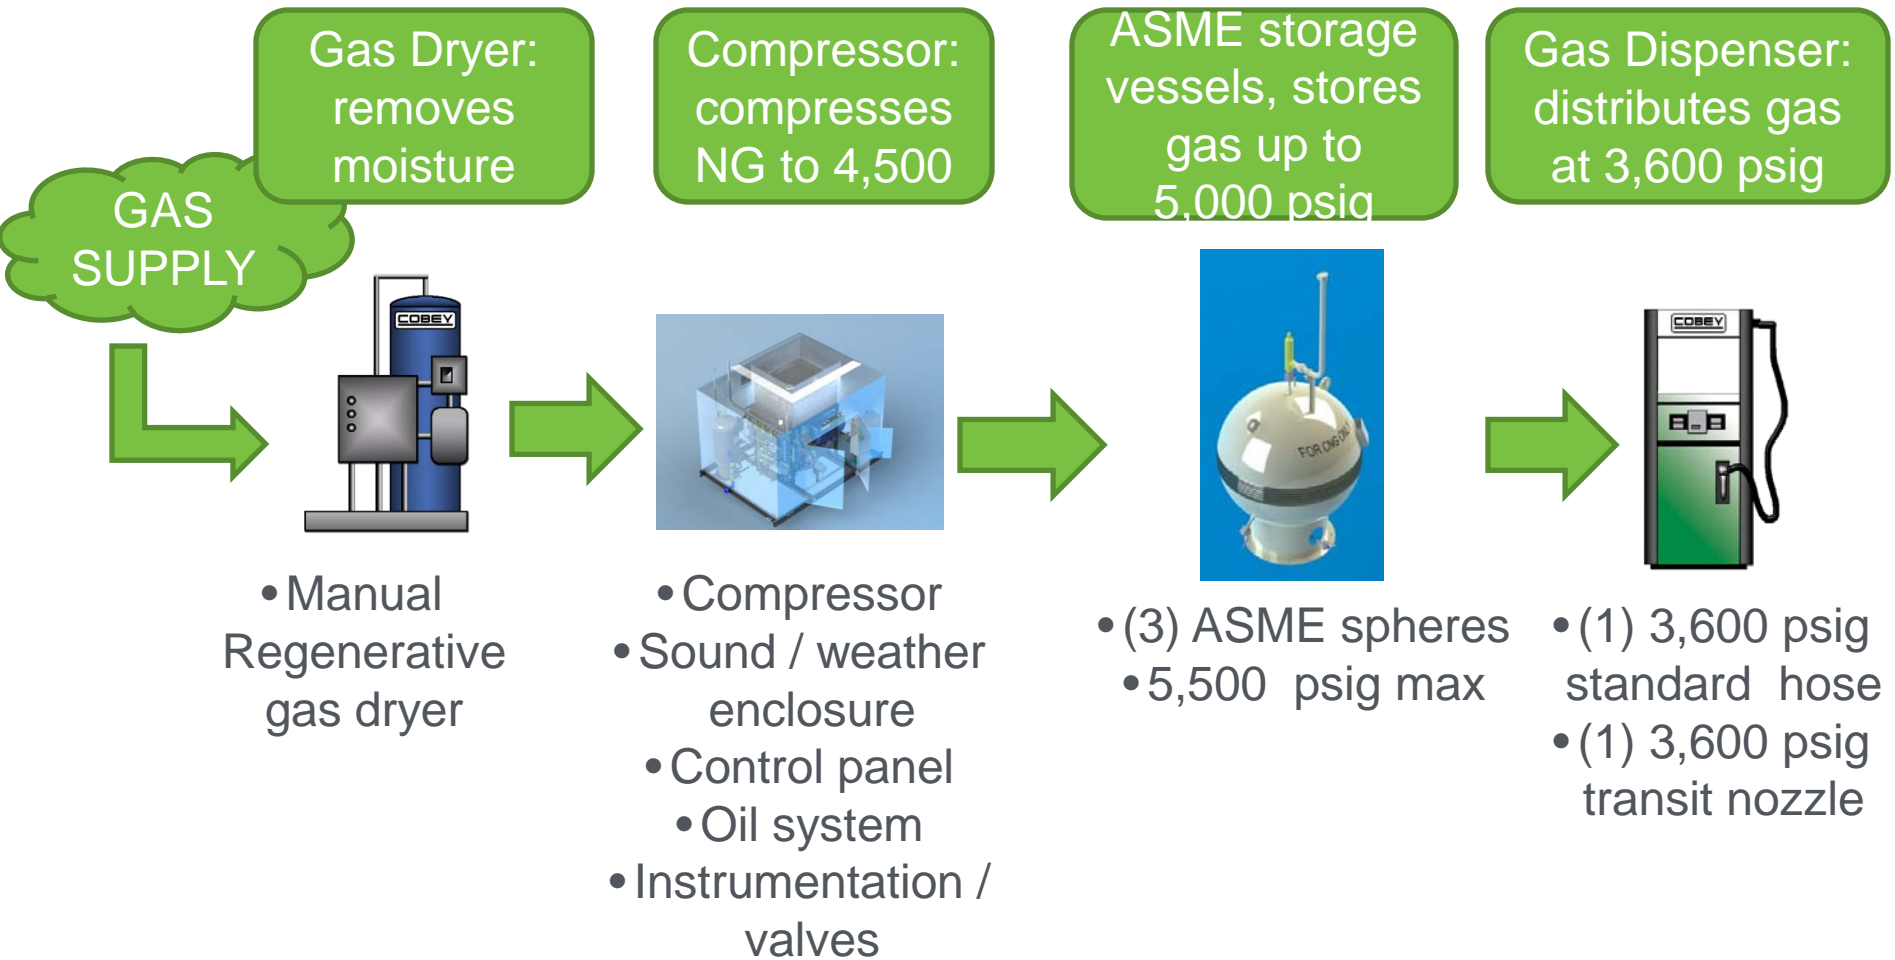 GAS
SUPPLY
Gas Dryer:
removes
moisture
Compressor:
compresses
NG to 4,500
ASME storage
vessels, stores
gas up to
5,000 psig
Gas Dispenser:
distributes gas
at 3,600 psig
COBEY
FOR CNG ONLY
COBEY
•Manual
Regenerative
gas dryer
•Compressor
•Sound / weather
enclosure
•Control panel
•Oil system
•Instrumentation /
valves
•(3) ASME spheres
•5,500 psig max
•(1) 3,600 psig
standard hose
•(1) 3,600 psig
transit nozzle